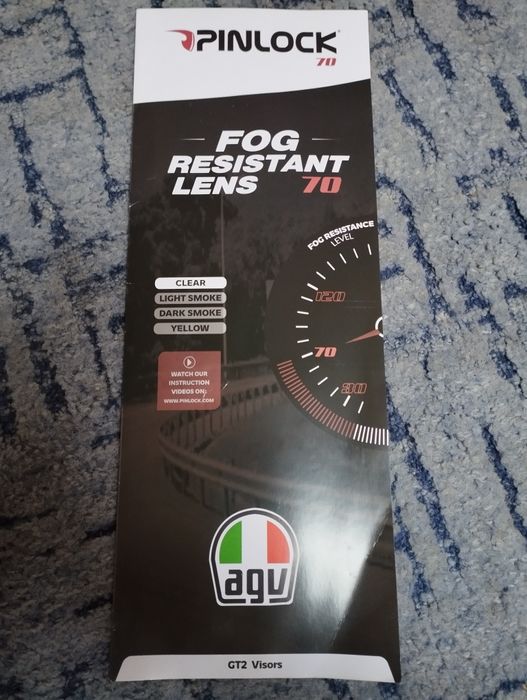 PINLOCK
70
FOG
RESISTANT
LENS 70
FOG RESISTANCE
LEVEL
CLEAR
LIGHT SMOKE
DARK SMOKE
YELLOW
120
70
30
WATCH OUR
INSTRUCTION
VIDEOS ON:
WWW.PINLOCK.COM
agv
GT2 Visors